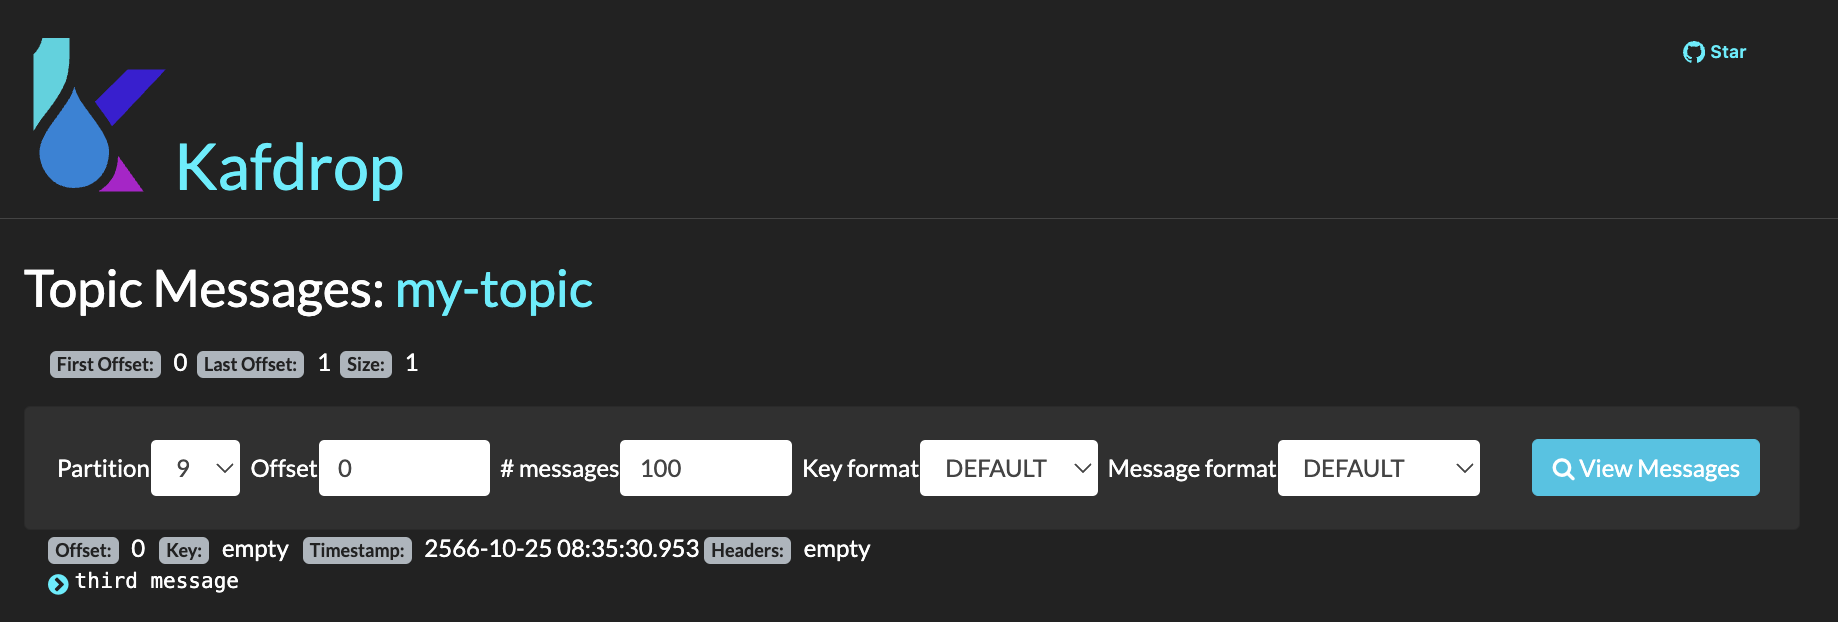 Star
Kafdrop
Topic Messages: my-topic
First Offset: 0 Last Offset: 1 Size: 1
Partition 9 Offset 0 # messages 100 Key format DEFAULT Message format DEFAULT View Messages
Offset: 0 Key: empty Timestamp: 2566-10-25 08:35:30.953 Headers: empty
third message